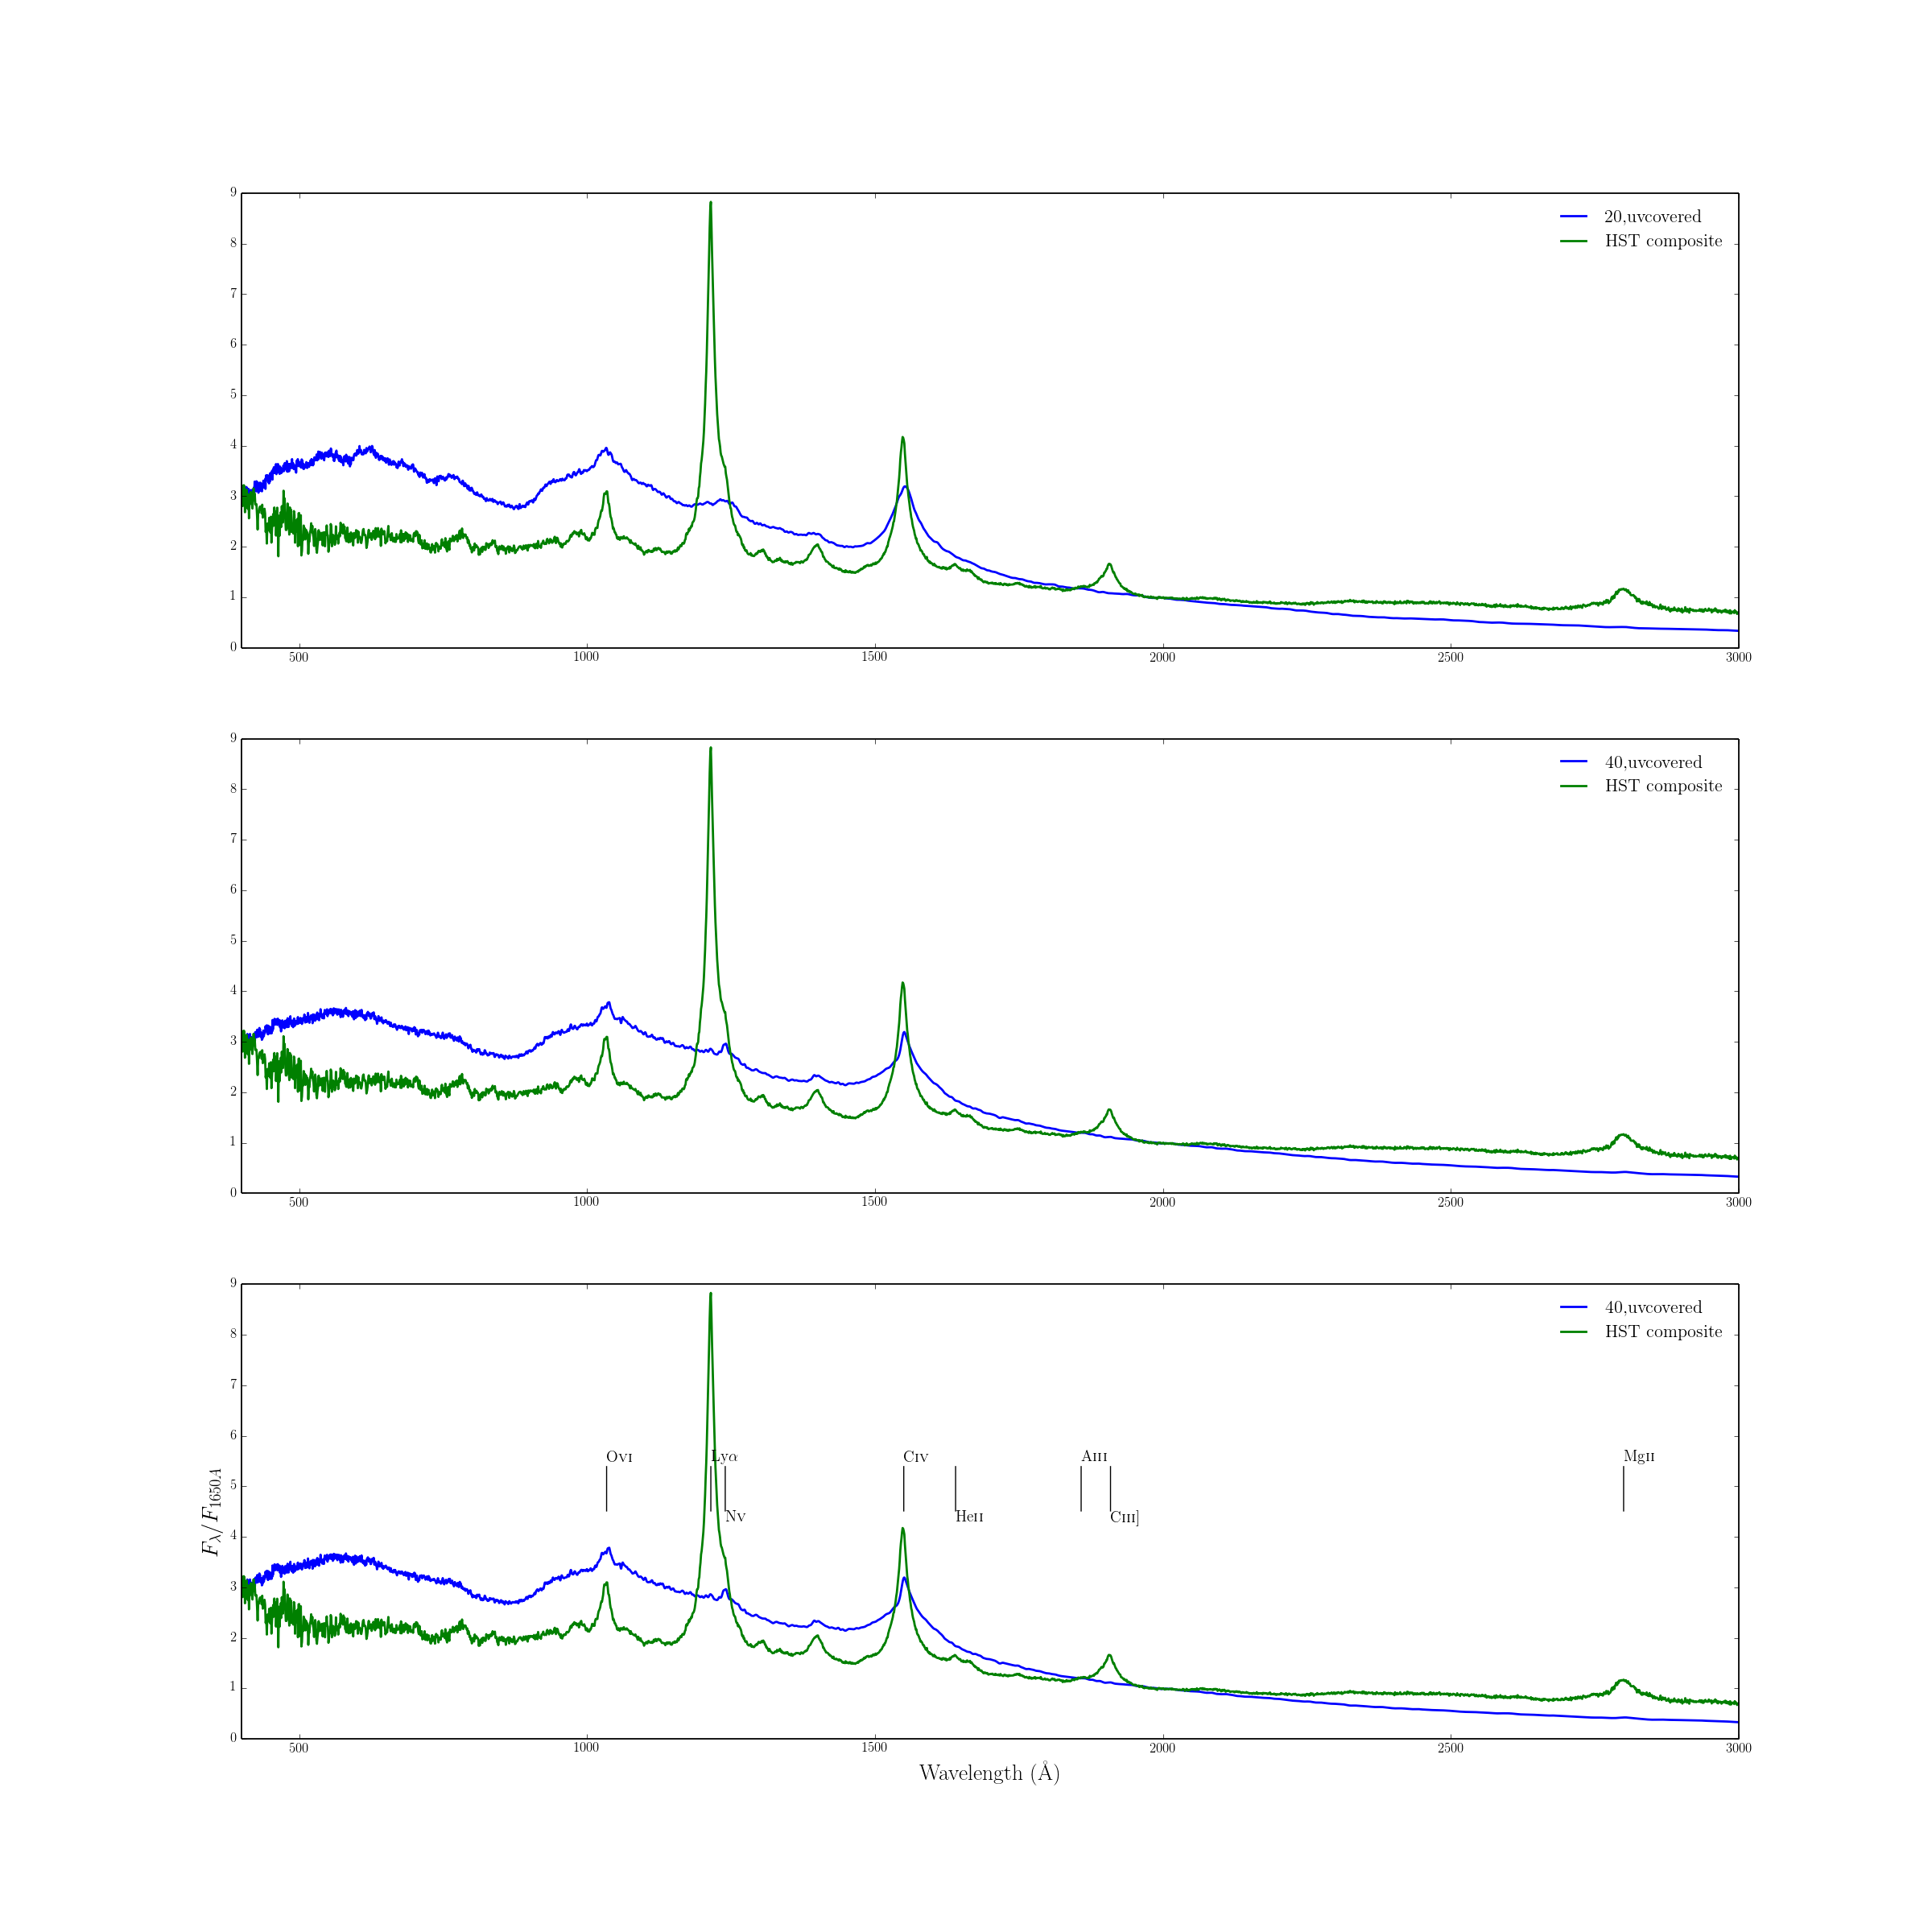 9
8
7
6
5
4
3
2
1
0
20,uvcovered
HST composite
500 1000 1500 2000 2500 3000
9
8
7
6
5
4
3
2
1
0
40,uvcovered
HST composite
500 1000 1500 2000 2500 3000
9
8
7
6
5
4
3
2
1
0
40,uvcovered
HST composite
OVI Lyα CIV AIII MgII
NV HeII CIII]
Fλ/F1650A
500 1000 1500 2000 2500 3000
Wavelength (Å)